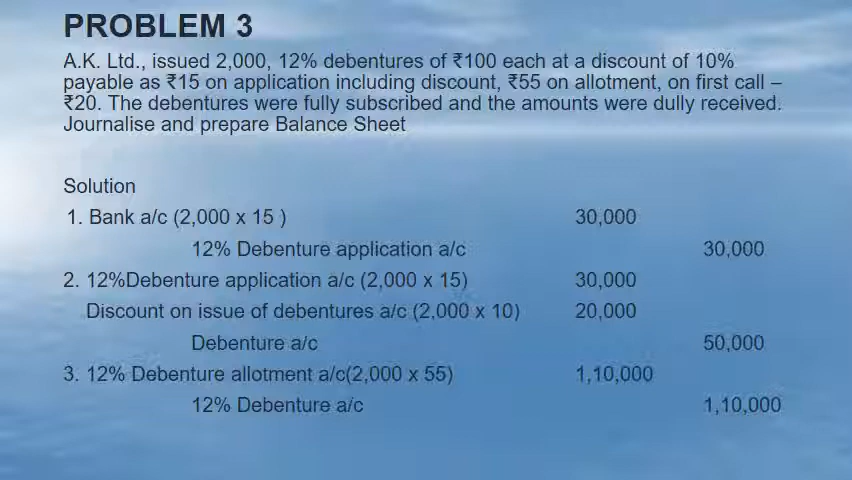 PROBLEM 3
A.K. Ltd., issued 2,000, 12% debentures of ₹100 each at a discount of 10%
payable as ₹15 on application including discount, ₹55 on allotment, on first call –
₹20. The debentures were fully subscribed and the amounts were dully received.
Journalise and prepare Balance Sheet
Solution
1. Bank a/c (2,000 x 15 ) 30,000
12% Debenture application a/c 30,000
2. 12%Debenture application a/c (2,000 x 15) 30,000
Discount on issue of debentures a/c (2,000 x 10) 20,000
Debenture a/c 50,000
3. 12% Debenture allotment a/c(2,000 x 55) 1,10,000
12% Debenture a/c 1,10,000